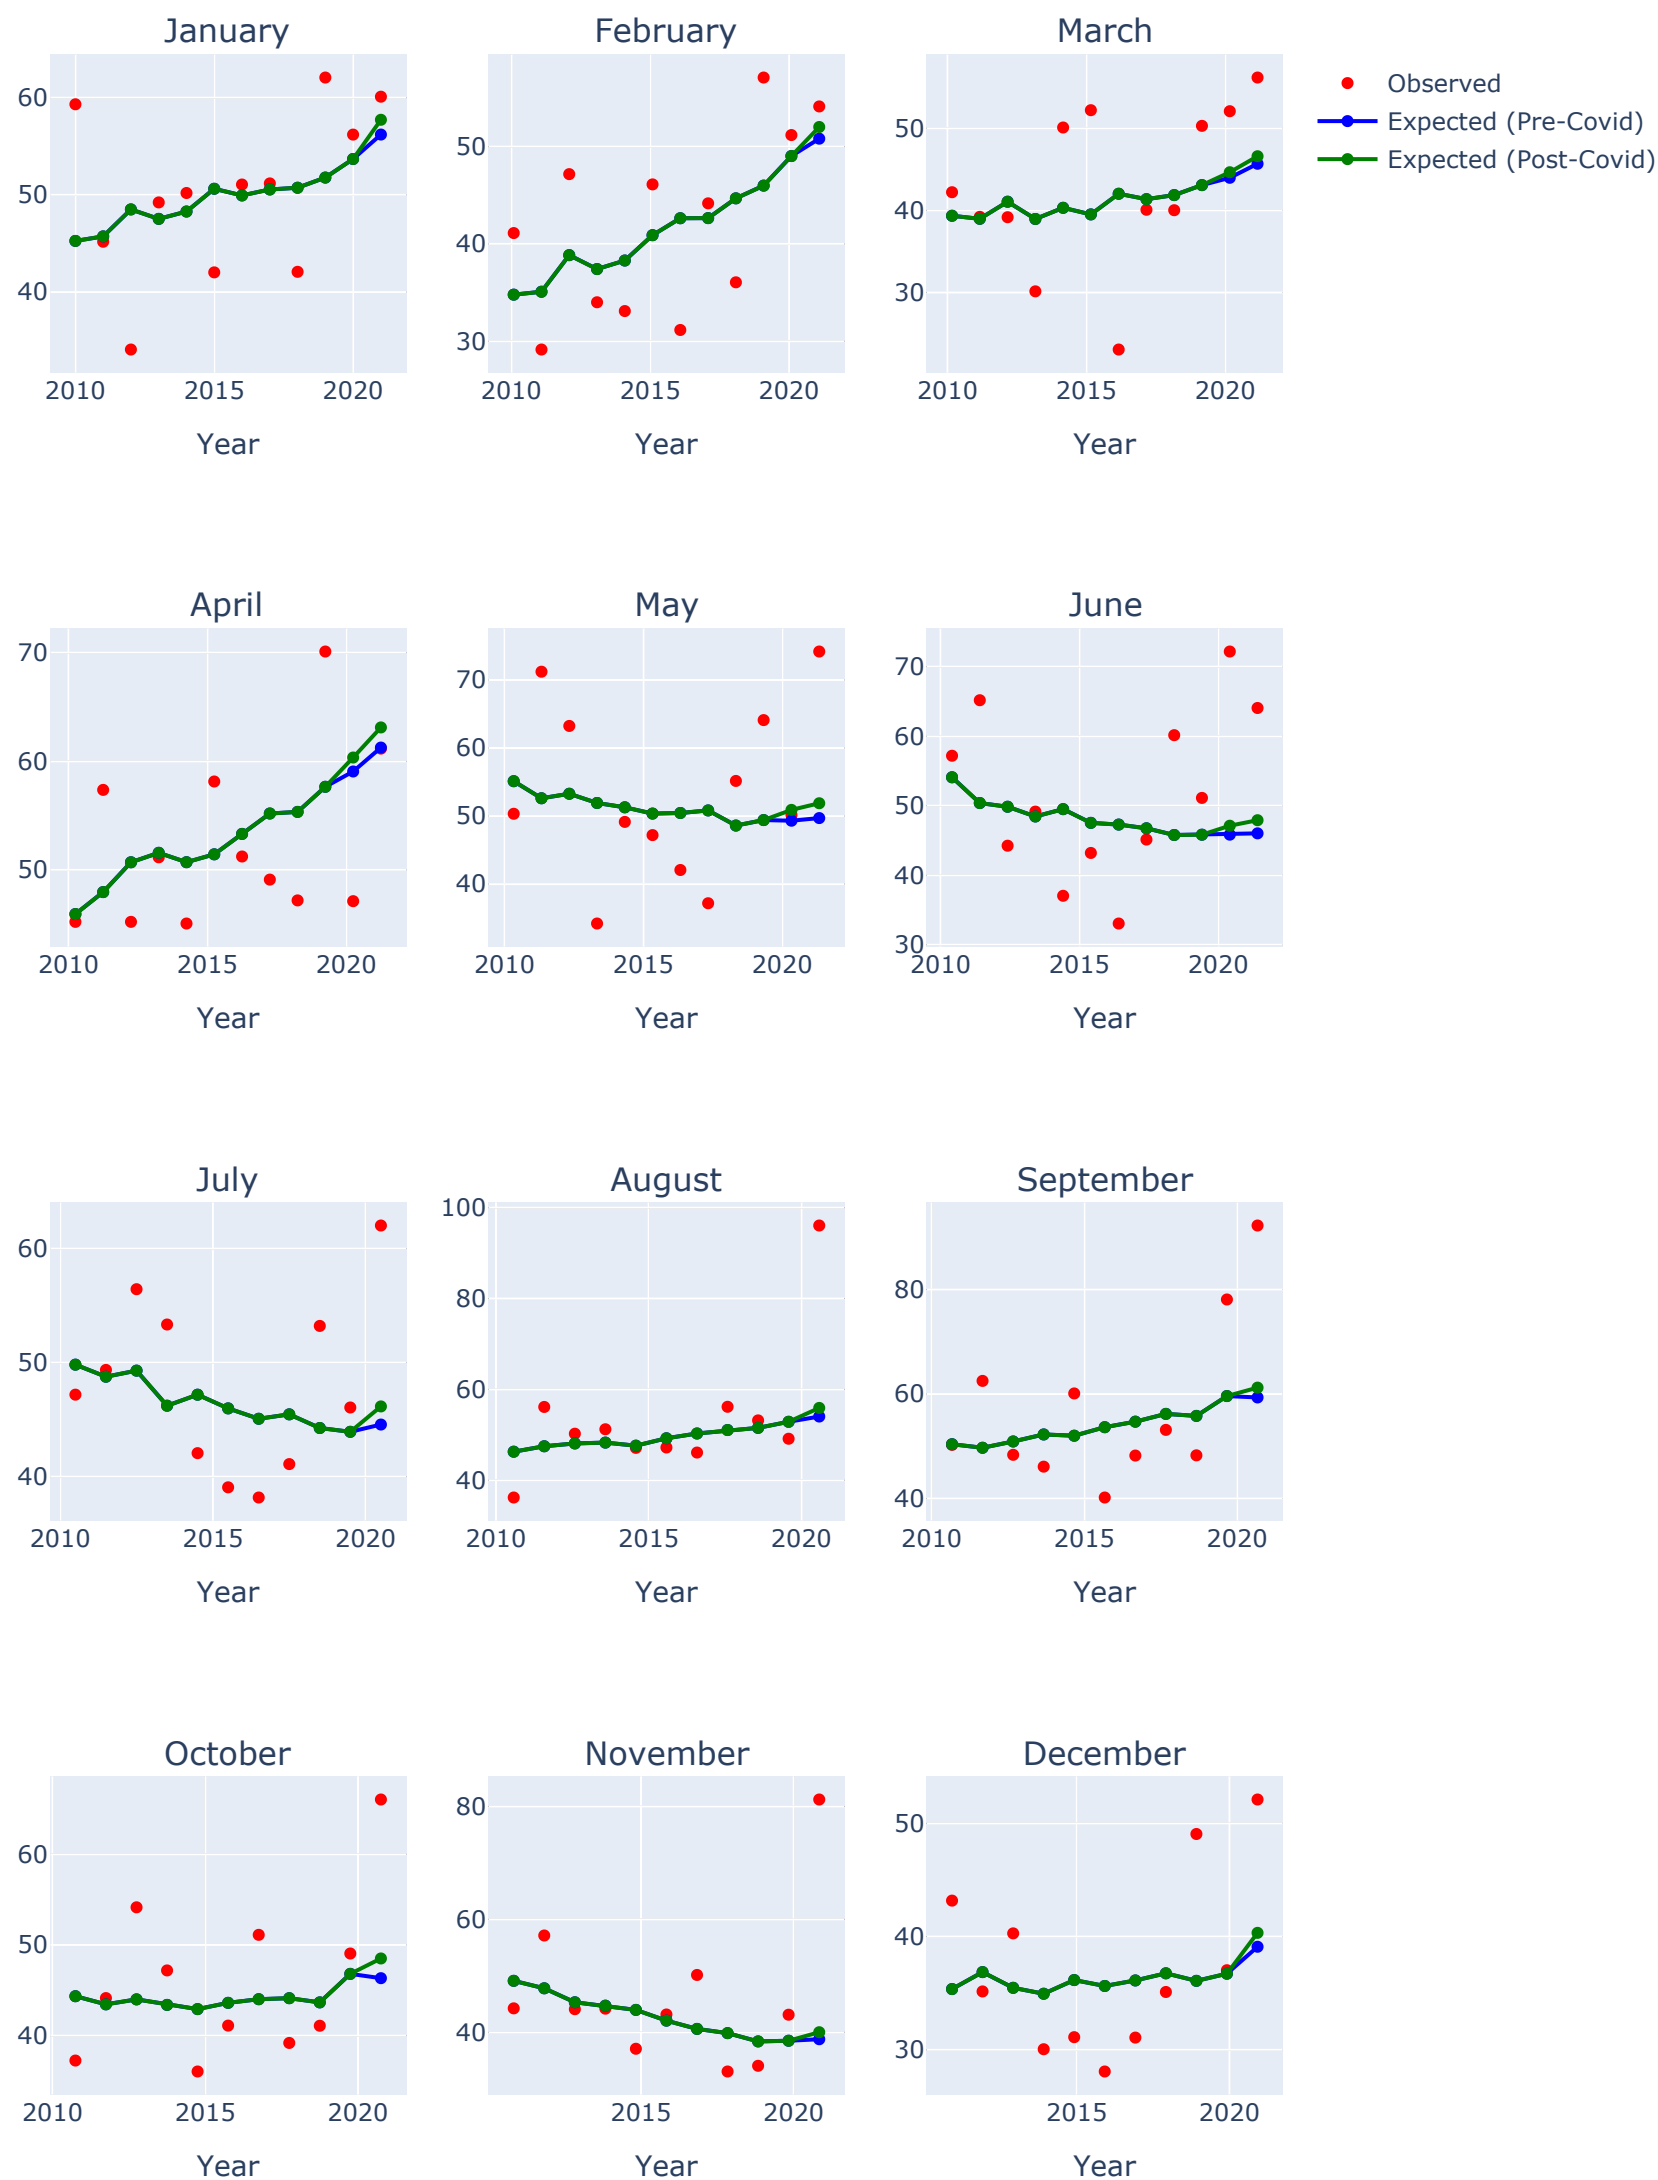 January
February
March
Observed
Expected (Pre-Covid)
Expected (Post-Covid)
60
50
40
2010
2015
2020
Year
50
40
30
2010
2015
2020
Year
50
40
30
2010
2015
2020
Year
April
May
June
70
60
50
2010
2015
2020
Year
70
60
50
40
2010
2015
2020
Year
70
60
50
40
30
2010
2015
2020
Year
July
August
September
60
50
40
2010
2015
2020
Year
100
80
60
40
2010
2015
2020
Year
80
60
40
2010
2015
2020
Year
October
November
December
60
50
40
2010
2015
2020
Year
80
60
40
2015
2020
Year
50
40
30
2015
2020
Year